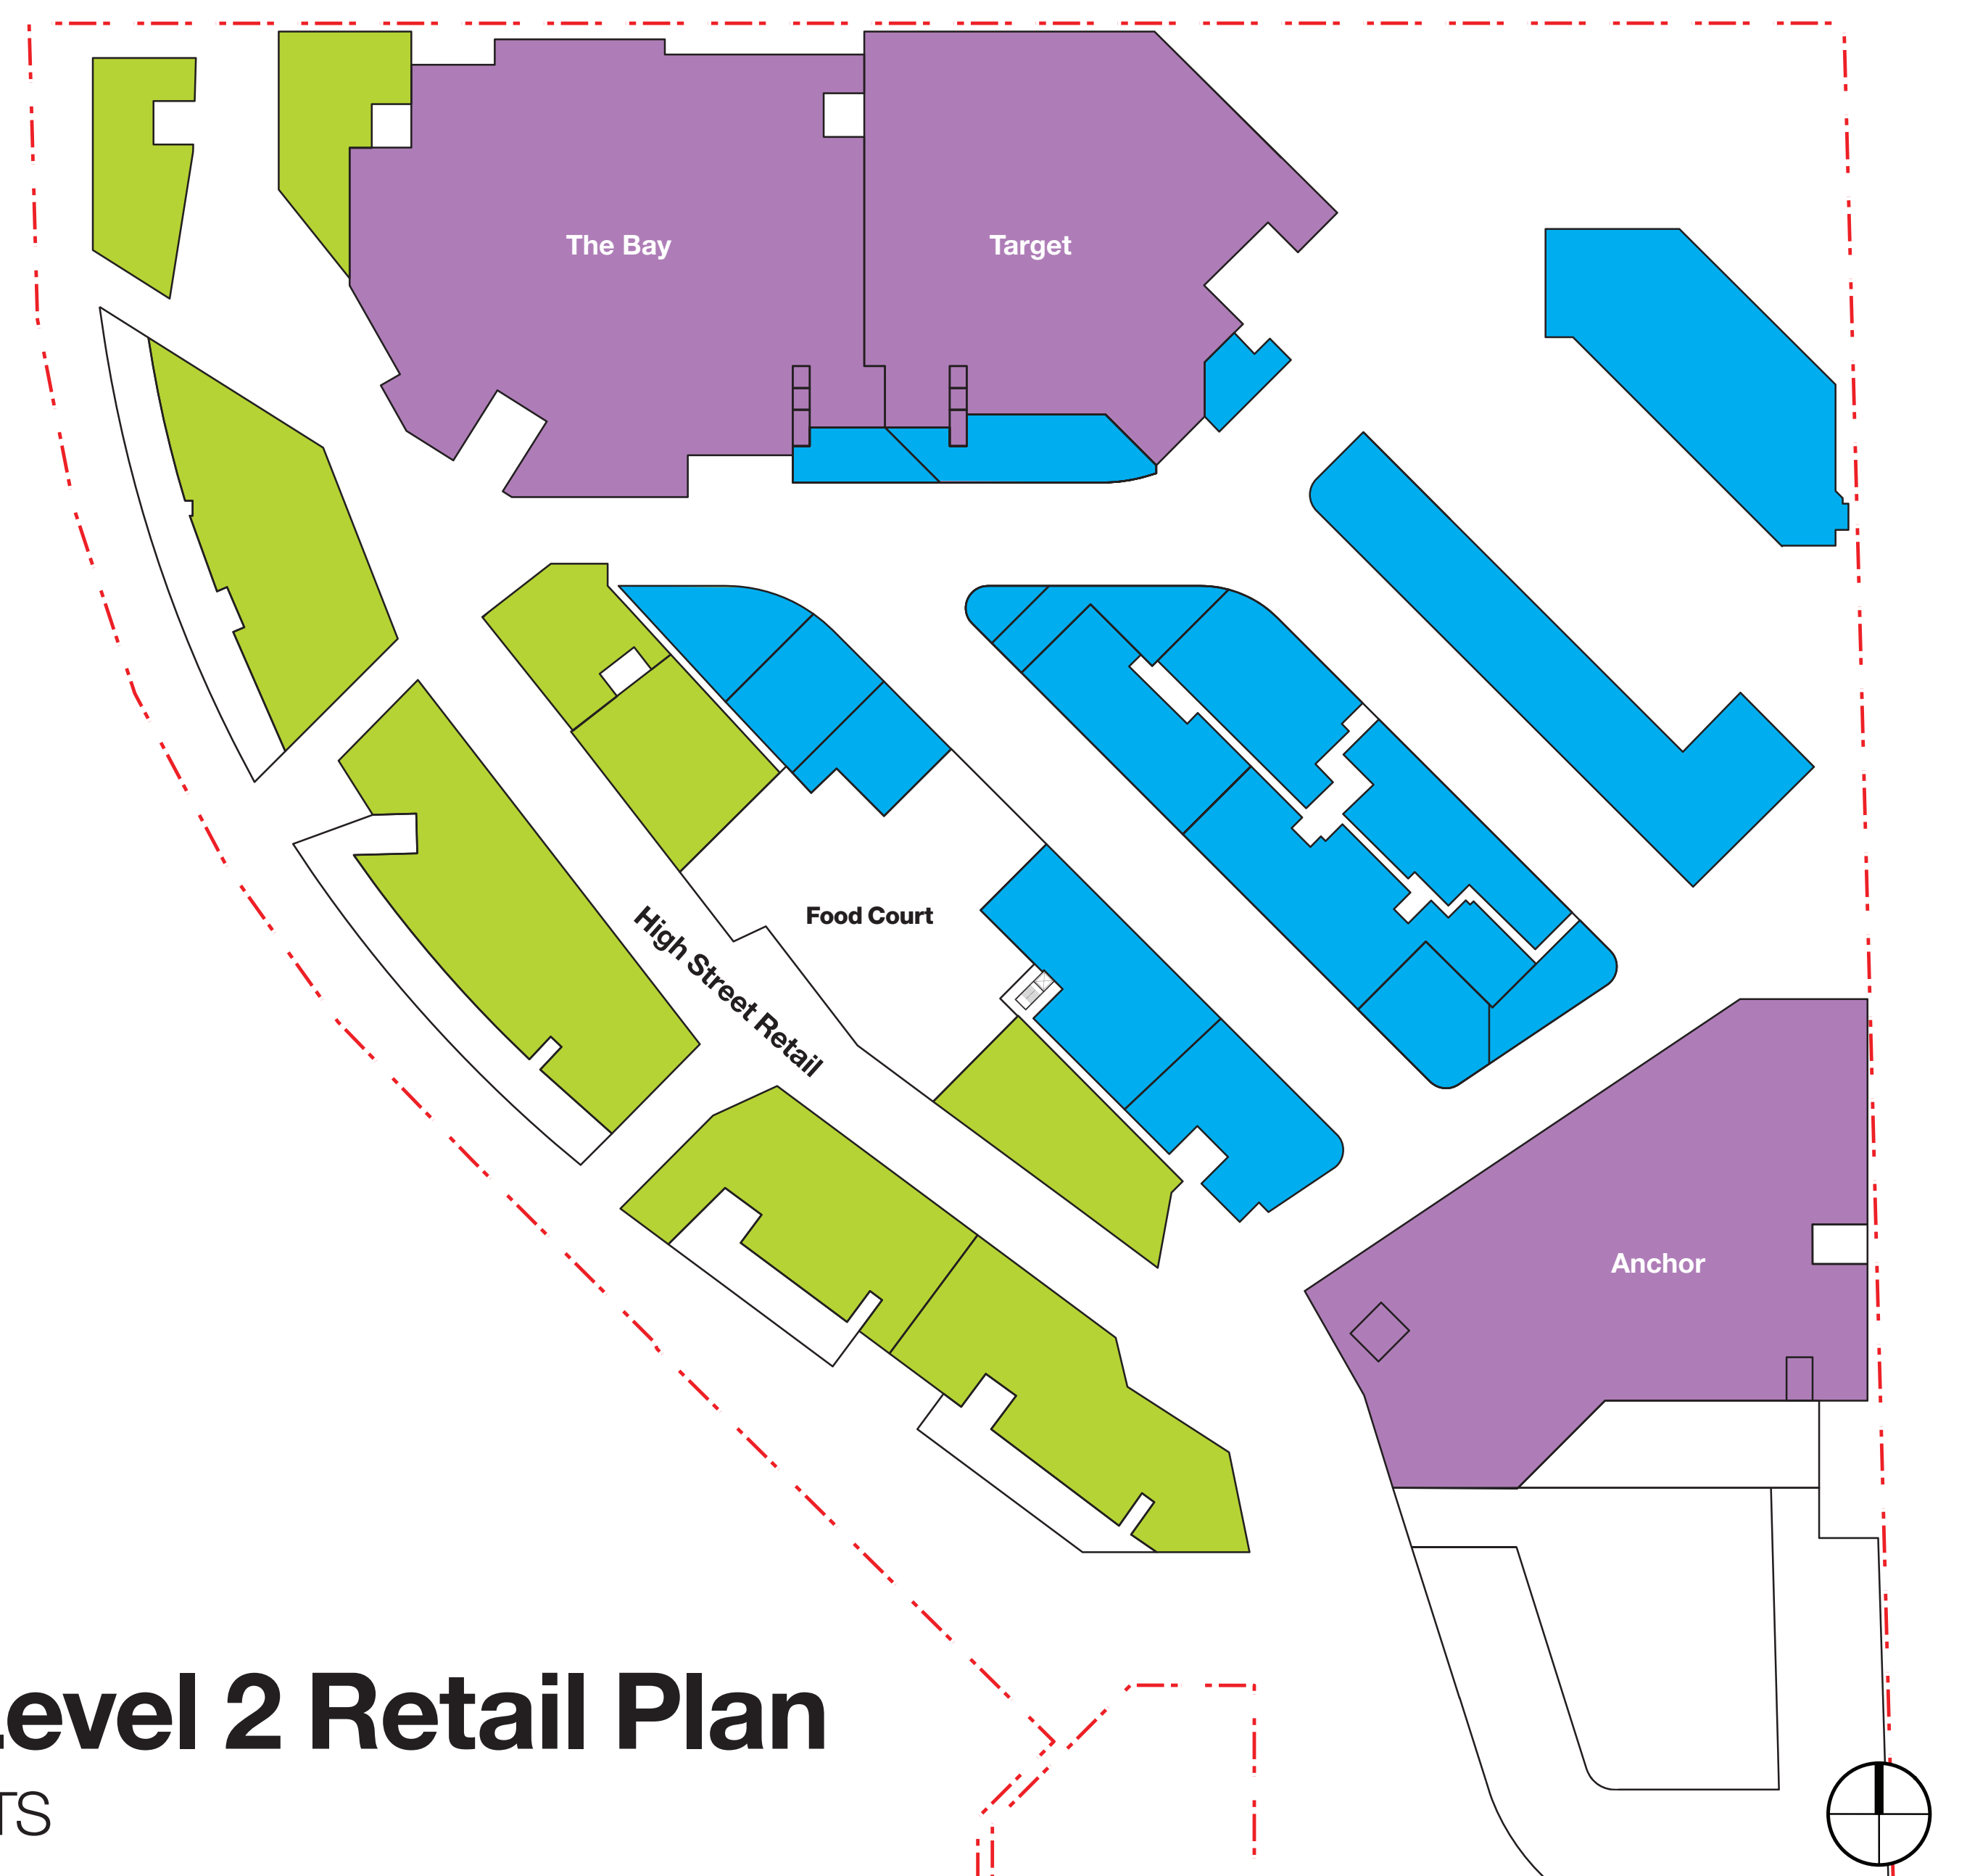 The Bay
Target
Food Court
High Street Retail
Anchor
evel 2 Retail Plan
TS